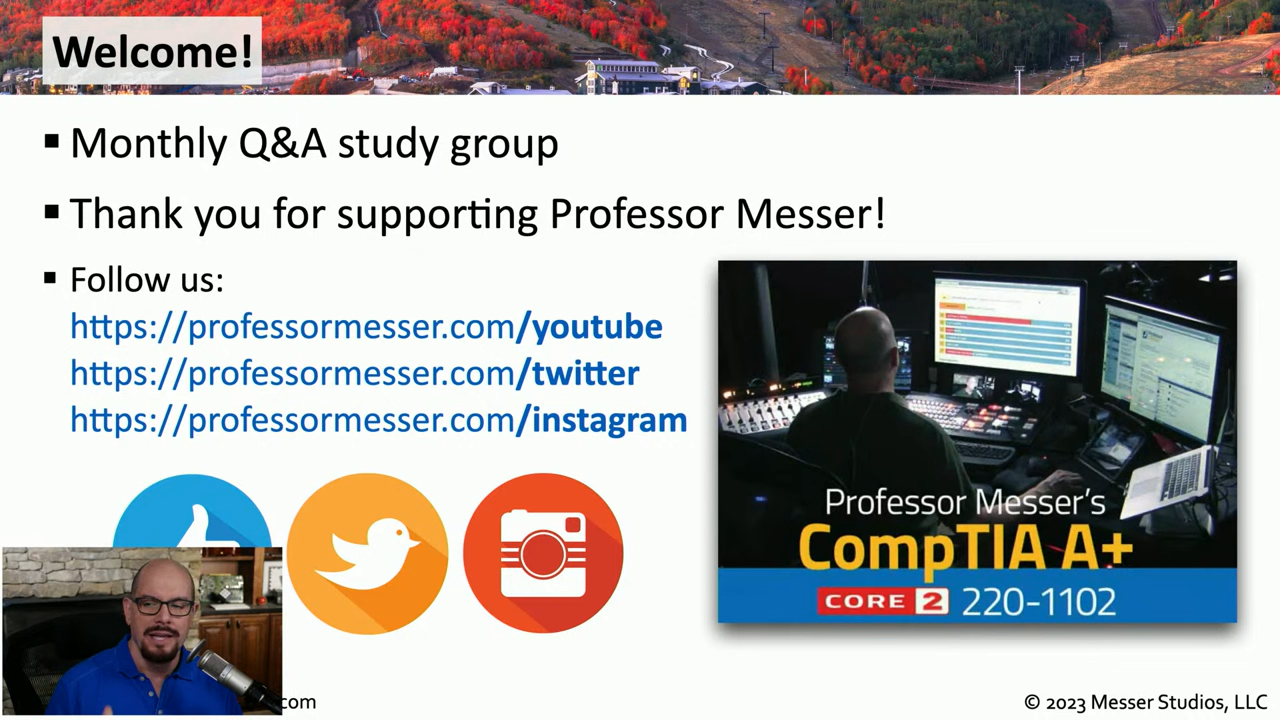 Welcome!
▪ Monthly Q&A study group
▪ Thank you for supporting Professor Messer!
▪ Follow us:
https://professormesser.com/youtube
https://professormesser.com/twitter
https://professormesser.com/instagram
Professor Messer's
CompTIA A+
CORE 2 220-1102
.com
© 2023 Messer Studios, LLC